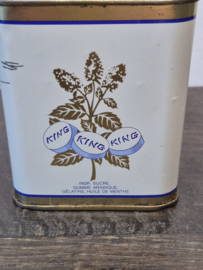 KING
KING
KING
INGR.: SUCRE,
GOMME ARABIQUE,
GÉLATINE, HUILE DE MENTHE